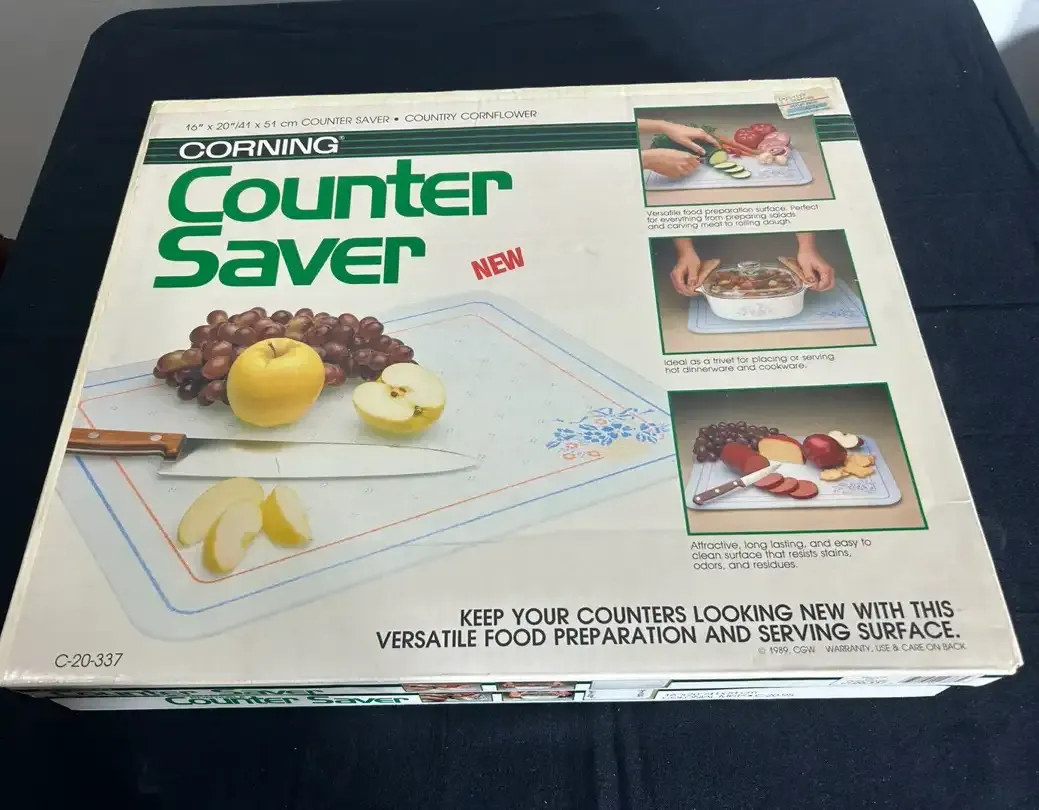 16" x 20"/41 x 51 cm COUNTER SAVER • COUNTRY CORNFLOWER
CORNING®
Counter
Saver
NEW
Versatile food preparation surface. Perfect
for everything from preparing salads
and carving meat to rolling dough.
Ideal as a trivet for placing or serving
hot dinnerware and cookware.
Attractive, long lasting, and easy to
clean surface that resists stains,
odors, and residues.
KEEP YOUR COUNTERS LOOKING NEW WITH THIS
VERSATILE FOOD PREPARATION AND SERVING SURFACE.
© 1989, CGW WARRANTY, USE & CARE ON BACK
C-20-337
Counter Saver
Counter Saver